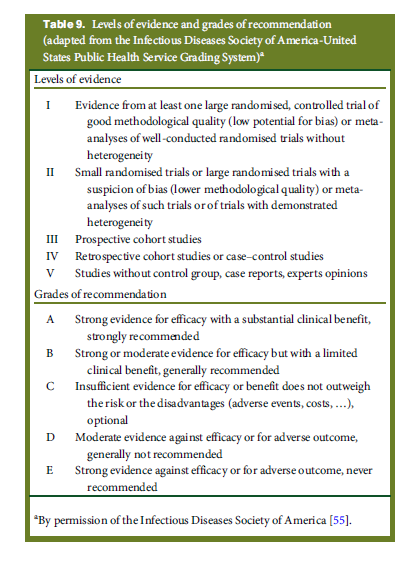 Table 9. Levels of evidence and grades of recommendation
(adapted from the Infectious Diseases Society of America-United
States Public Health Service Grading System)a
Levels of evidence
I Evidence from at least one large randomised, controlled trial of
good methodological quality (low potential for bias) or meta-
analyses of well-conducted randomised trials without
heterogeneity
II Small randomised trials or large randomised trials with a
suspicion of bias (lower methodological quality) or meta-
analyses of such trials or of trials with demonstrated
heterogeneity
III Prospective cohort studies
IV Retrospective cohort studies or case–control studies
V Studies without control group, case reports, experts opinions
Grades of recommendation
A Strong evidence for efficacy with a substantial clinical benefit,
strongly recommended
B Strong or moderate evidence for efficacy but with a limited
clinical benefit, generally recommended
C Insufficient evidence for efficacy or benefit does not outweigh
the risk or the disadvantages (adverse events, costs, …),
optional
D Moderate evidence against efficacy or for adverse outcome,
generally not recommended
E Strong evidence against efficacy or for adverse outcome, never
recommended
aBy permission of the Infectious Diseases Society of America [55].